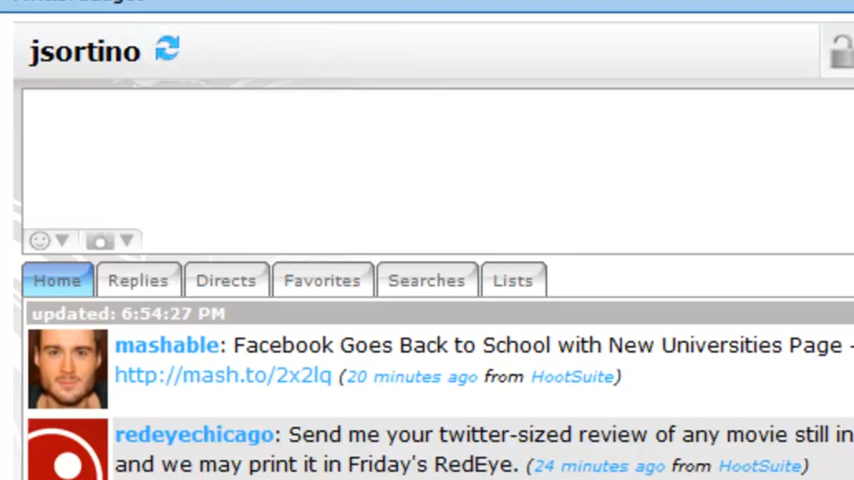 jsortino
Home Replies Directs Favorites Searches Lists
updated: 6:54:27 PM
mashable: Facebook Goes Back to School with New Universities Page -
http://mash.to/2x2lq (20 minutes ago from HootSuite)
redeyechicago: Send me your twitter-sized review of any movie still in
and we may print it in Friday's RedEye. (24 minutes ago from HootSuite)